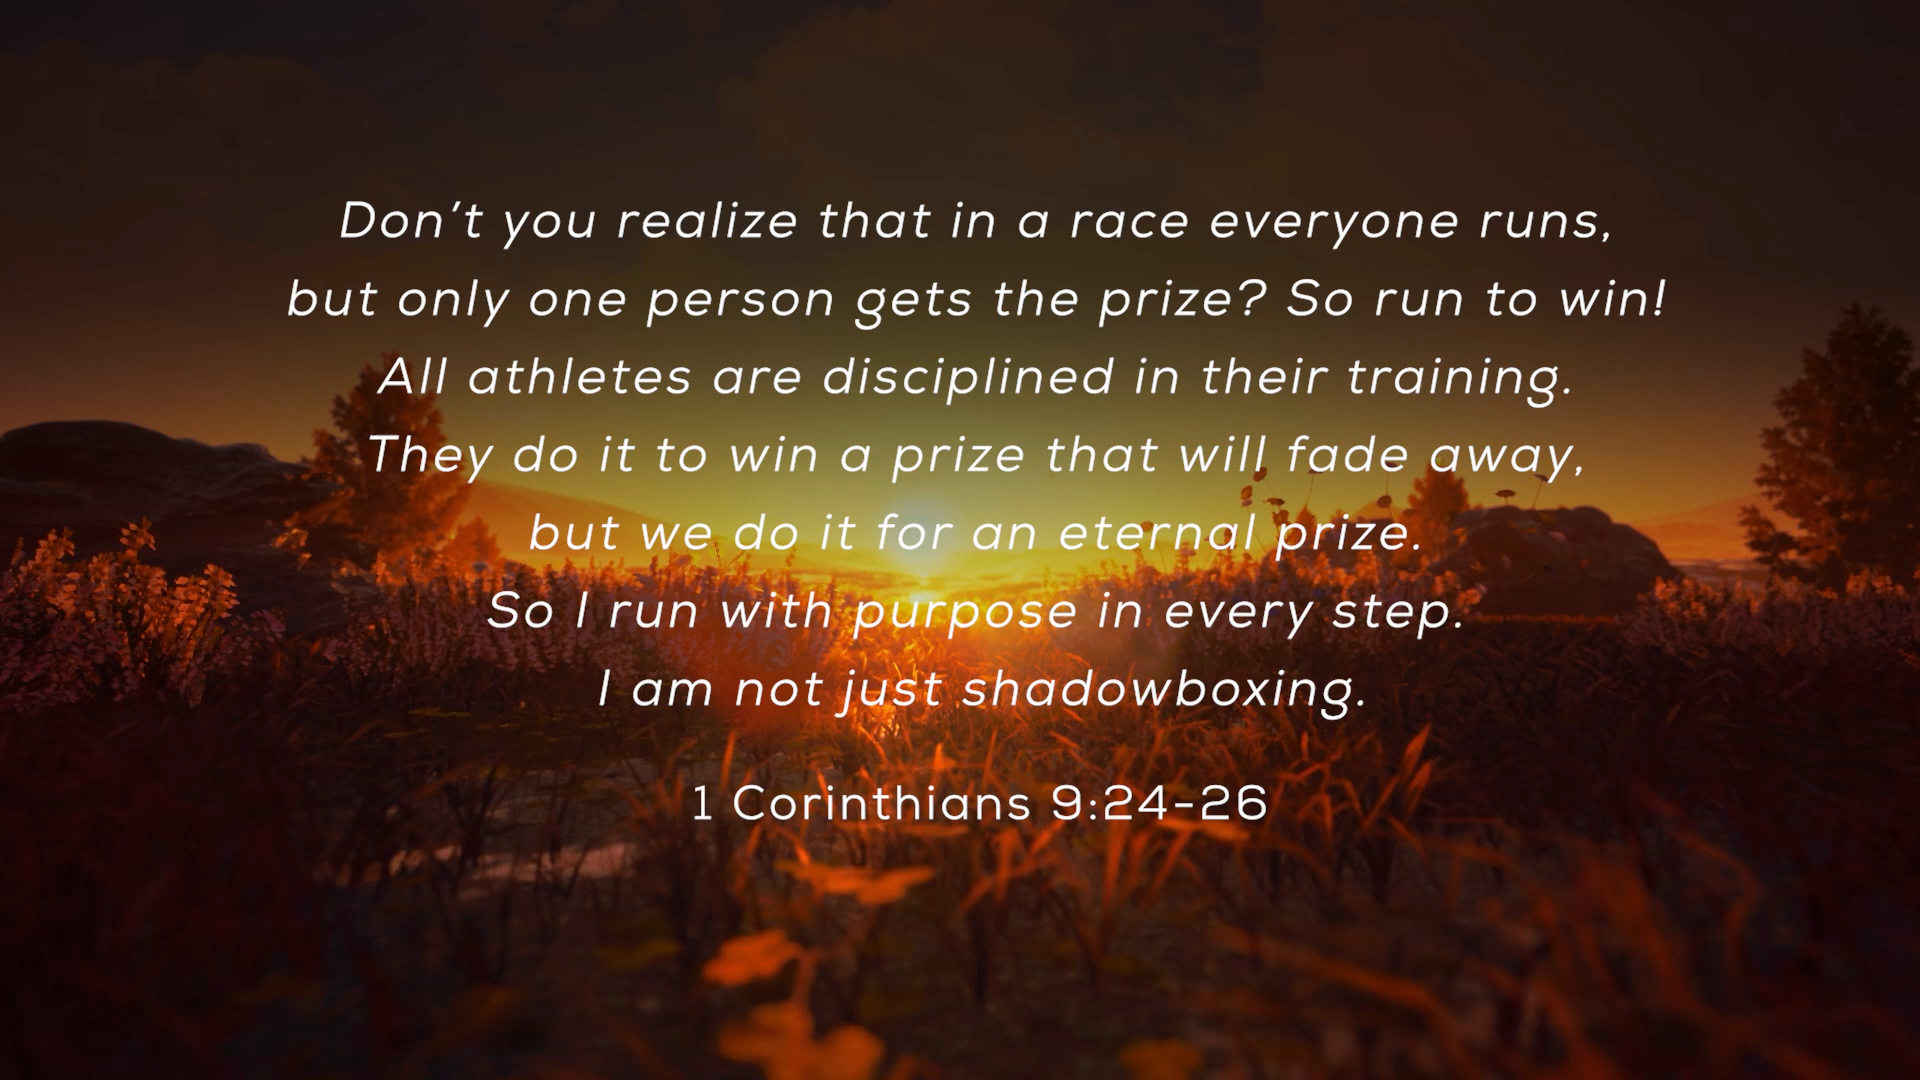 Don’t you realize that in a race everyone runs,
but only one person gets the prize? So run to win!
All athletes are disciplined in their training.
They do it to win a prize that will fade away,
but we do it for an eternal prize.
So I run with purpose in every step.
I am not just shadowboxing.
1 Corinthians 9:24-26